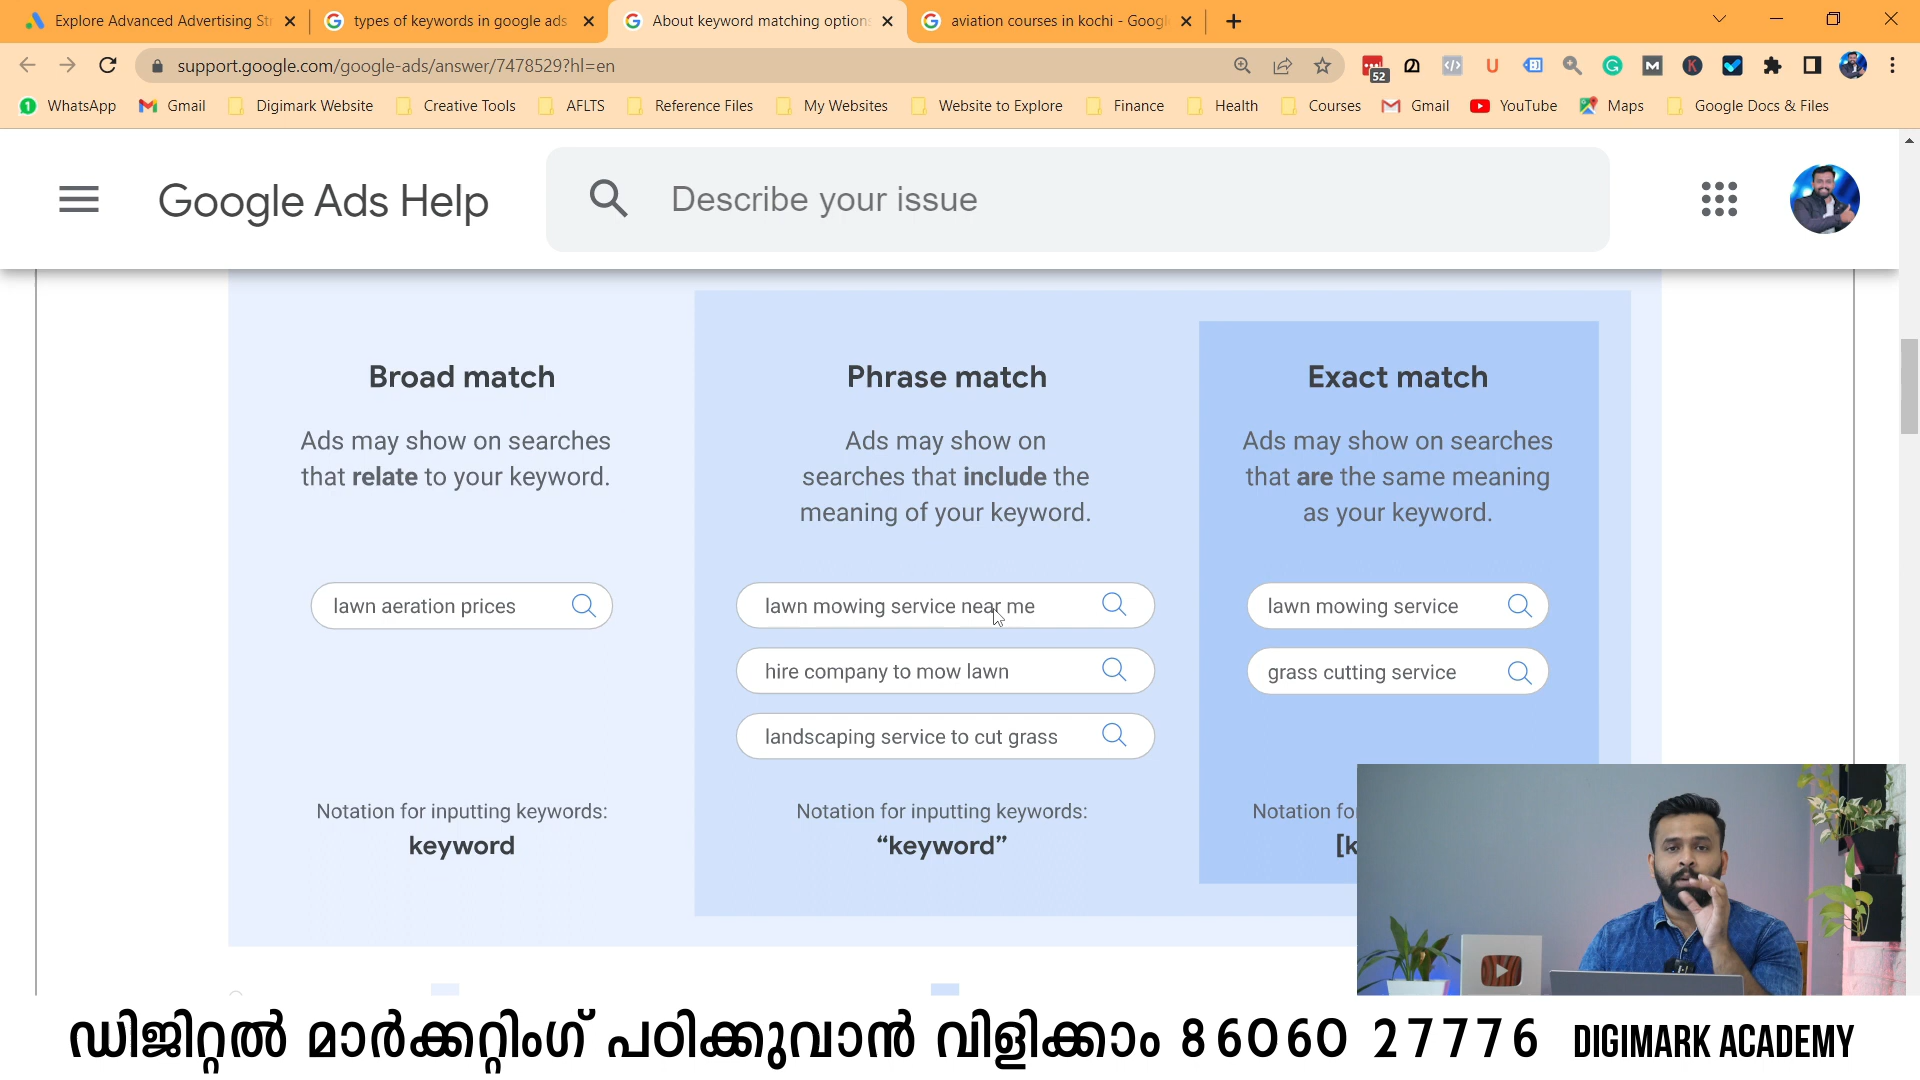 Explore Advanced Advertising Str
types of keywords in google ads
About keyword matching options
aviation courses in kochi - Googl
support.google.com/google-ads/answer/7478529?hl=en
52
WhatsApp
Gmail
Digimark Website
Creative Tools
AFLTS
Reference Files
My Websites
Website to Explore
Finance
Health
Courses
Gmail
YouTube
Maps
Google Docs & Files
Google Ads Help
Describe your issue
Broad match
Ads may show on searches
that relate to your keyword.
lawn aeration prices
Notation for inputting keywords:
keyword
Phrase match
Ads may show on
searches that include the
meaning of your keyword.
lawn mowing service near me
hire company to mow lawn
landscaping service to cut grass
Notation for inputting keywords:
“keyword”
Exact match
Ads may show on searches
that are the same meaning
as your keyword.
lawn mowing service
grass cutting service
Notation fo
[k
ഡിജിറ്റൽ മാർക്കറ്റിംഗ് പഠിക്കുവാൻ വിളിക്കാം 86060 27776 DIGIMARK ACADEMY